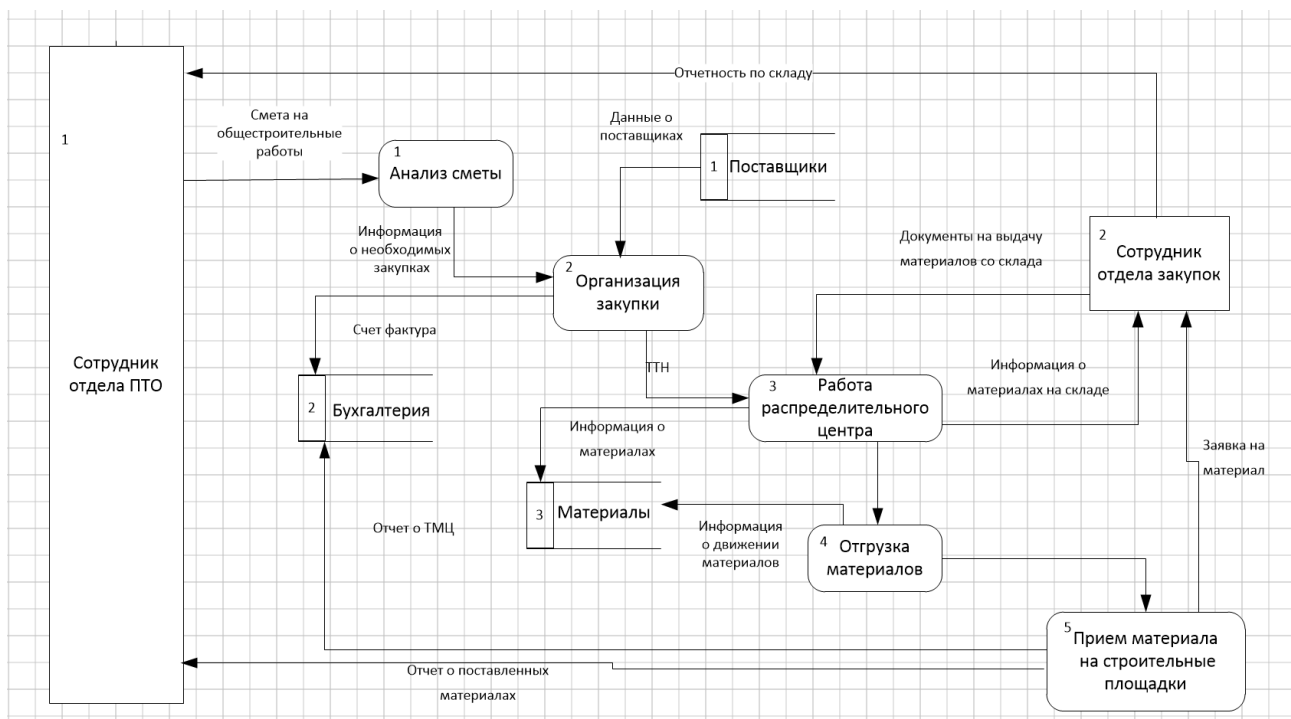 Отчетность по складу
1
Смета на
общестроительные
работы
1
Анализ сметы
Данные о
поставщиках
1
Поставщики
Информация
о необходимых
закупках
2
Организация
закупки
Документы на выдачу
материалов со склада
2
Сотрудник
отдела закупок
Счет фактура
Сотрудник
отдела ПТО
ТТН
2
Бухгалтерия
3
Работа
распределительного
центра
Информация о
материалах на складе
Информация о
материалах
Заявка на
материал
3
Материалы
Отчет о ТМЦ
Информация
о движении
материалов
4
Отгрузка
материалов
5
Прием материала
на строительные
площадки
Отчет о поставленных
материалах